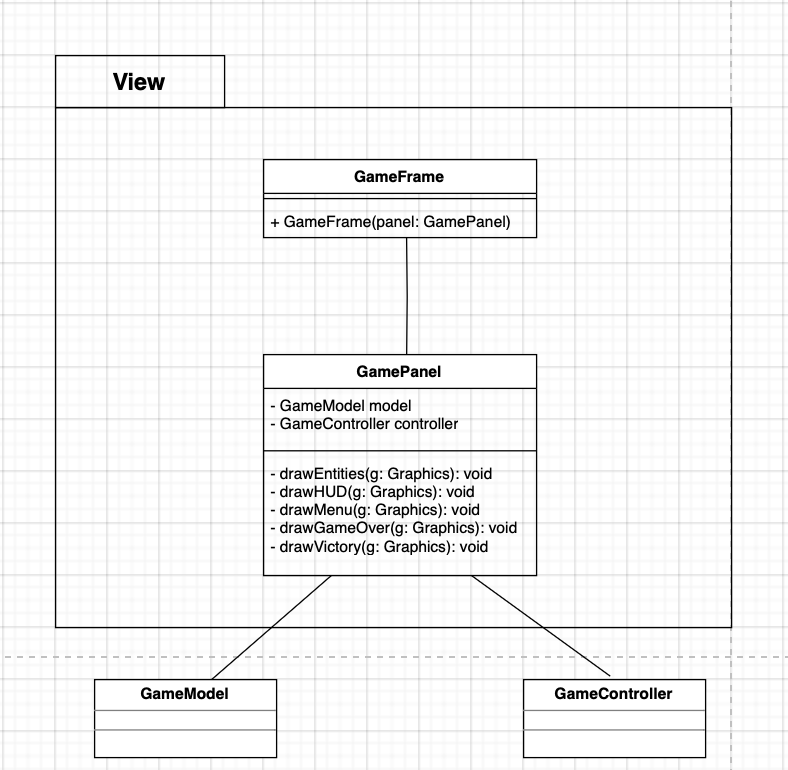 View
GameFrame
+ GameFrame(panel: GamePanel)
GamePanel
- GameModel model
- GameController controller
- drawEntities(g: Graphics): void
- drawHUD(g: Graphics): void
- drawMenu(g: Graphics): void
- drawGameOver(g: Graphics): void
- drawVictory(g: Graphics): void
GameModel
GameController